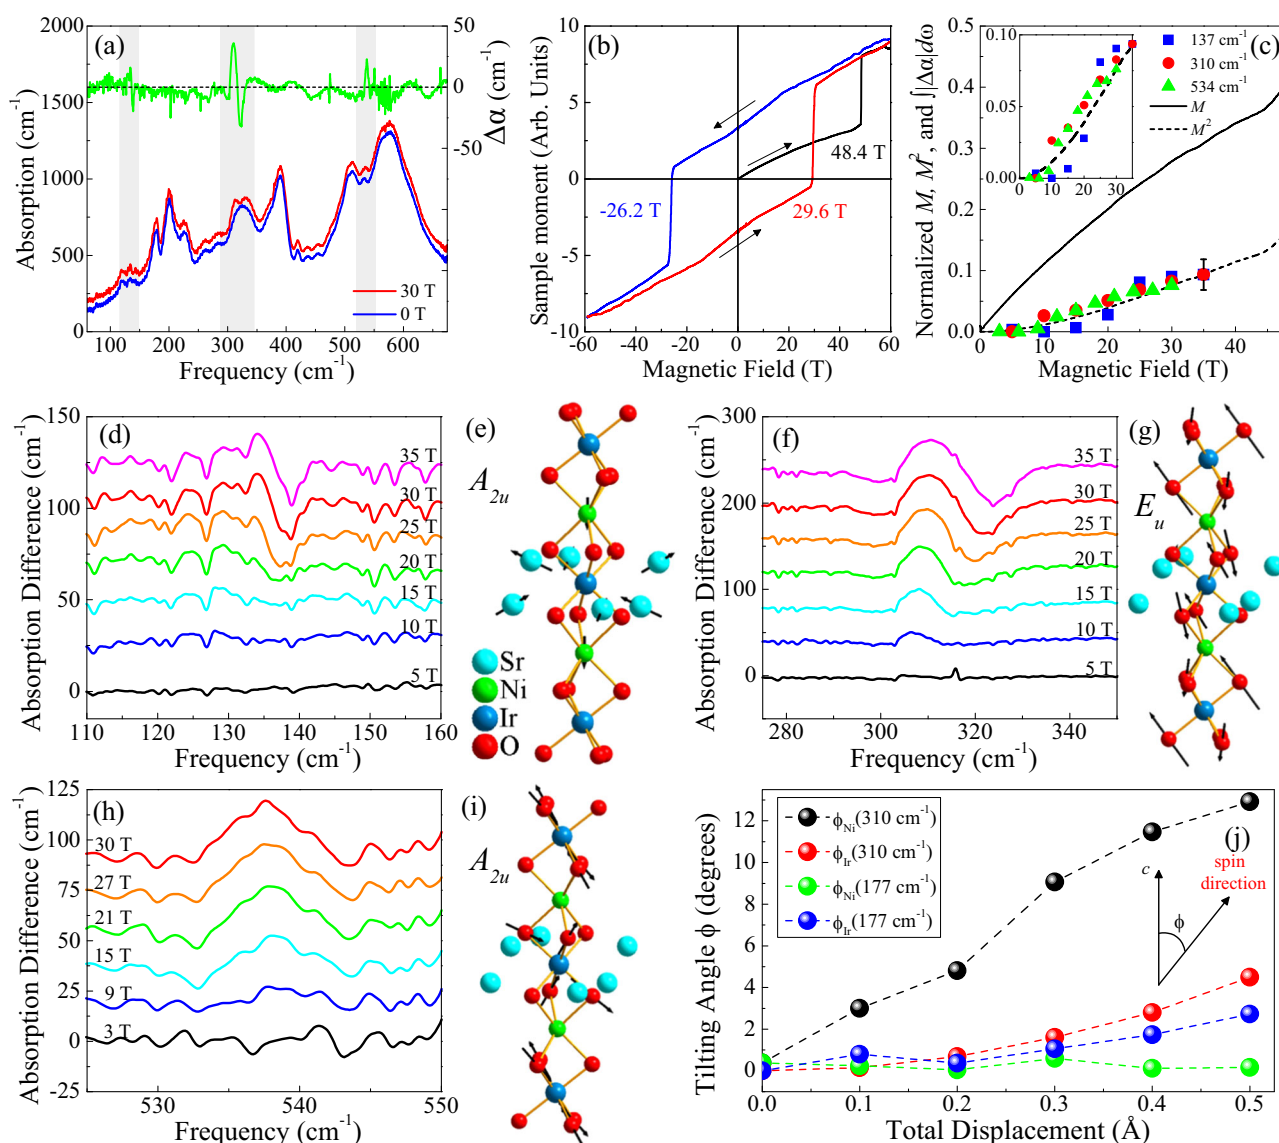 (a)
2000
1500
1000
500
0
50
0
-50
Absorption (cm⁻¹)
Δα (cm⁻¹)
30 T
0 T
100 200 300 400 500 600
Frequency (cm⁻¹)
(b)
10
5
0
-5
-10
Sample moment (Arb. Units)
48.4 T
-26.2 T
29.6 T
-60 -40 -20 0 20 40 60
Magnetic Field (T)
(c)
0.5
0.4
0.3
0.2
0.1
0.0
Normalized M, M², and ∫|Δα|dω
0.10
0.05
0.00
0 10 20 30
137 cm⁻¹
310 cm⁻¹
534 cm⁻¹
M
M²
0 10 20 30 40
Magnetic Field (T)
(d)
150
125
100
75
50
25
0
Absorption Difference (cm⁻¹)
35 T
30 T
25 T
20 T
15 T
10 T
5 T
110 120 130 140 150 160
Frequency (cm⁻¹)
(e)
A2u
Sr
Ni
Ir
O
(f)
300
200
100
0
Absorption Difference (cm⁻¹)
35 T
30 T
25 T
20 T
15 T
10 T
5 T
280 300 320 340
Frequency (cm⁻¹)
(g)
Eu
(h)
125
100
75
50
25
0
-25
Absorption Difference (cm⁻¹)
30 T
27 T
21 T
15 T
9 T
3 T
530 540 550
Frequency (cm⁻¹)
(i)
A2u
(j)
12
10
8
6
4
2
0
Tilting Angle ϕ (degrees)
ϕNi(310 cm⁻¹)
ϕIr(310 cm⁻¹)
ϕNi(177 cm⁻¹)
ϕIr(177 cm⁻¹)
c
spin
direction
ϕ
0.0 0.1 0.2 0.3 0.4 0.5
Total Displacement (Å)